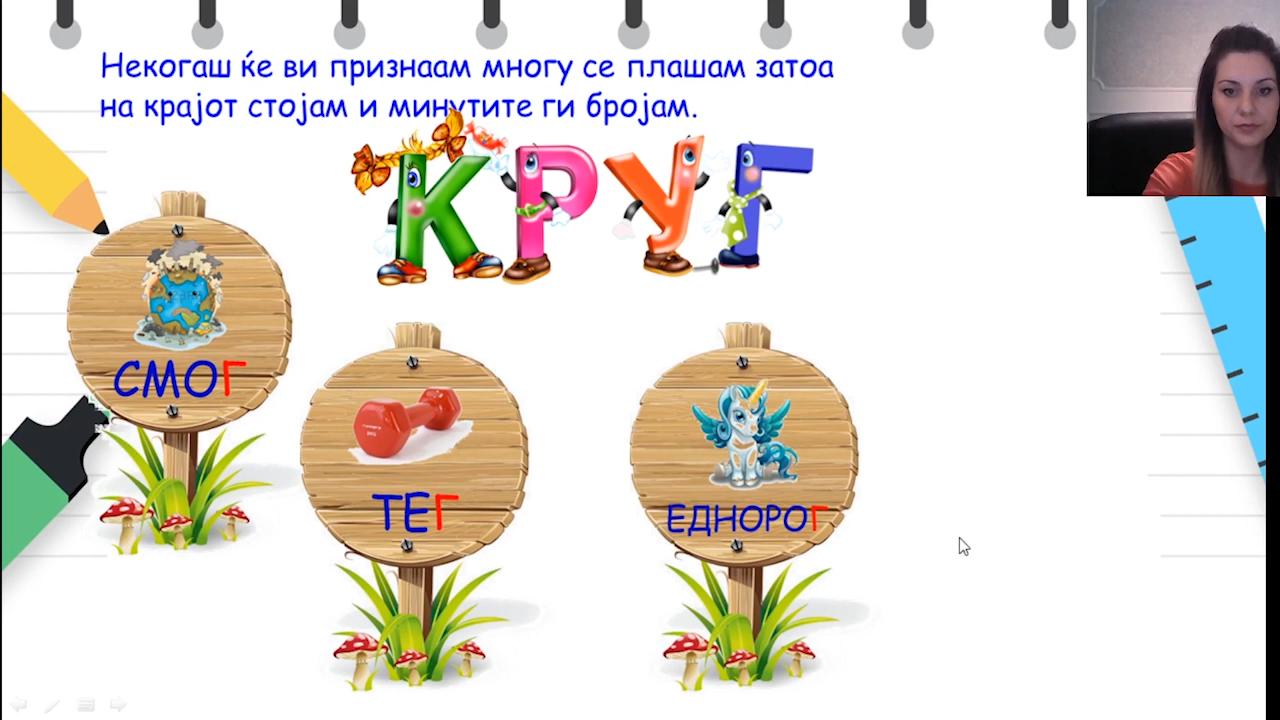 Некогаш ќе ви признаам многу се плашам затоа
на крајот стојам и минутите ги бројам.
КРУГ
СМОГ
ТЕГ
ЕДНОРОГ